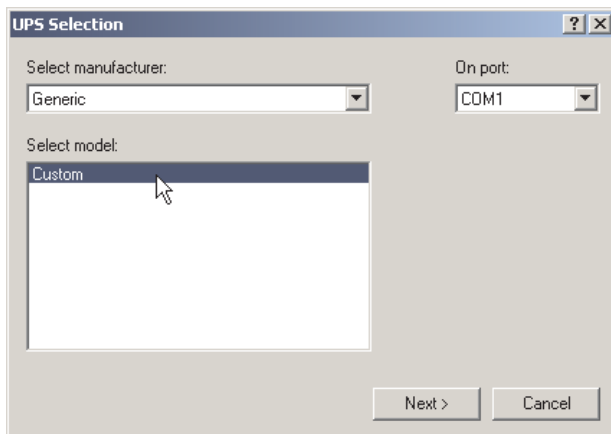 UPS Selection
Select manufacturer:
On port:
Generic
COM1
Select model:
Custom
Next >
Cancel